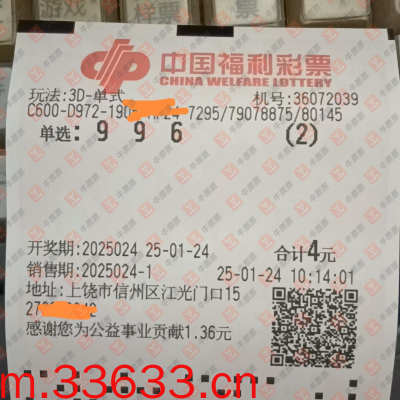 中国福利彩票
CHINA WELFARE LOTTERY
玩法:3D-单式 机号:36072039
C600-D972-190 7295/79078875/80145
单选: 9 9 6 (2)
开奖期:2025024 25-01-24 合计4元
销售期:2025024-1 25-01-24 10:14:01
地址:上饶市信州区江光门口15
感谢您为公益事业贡献1.36元
m.33633.cn